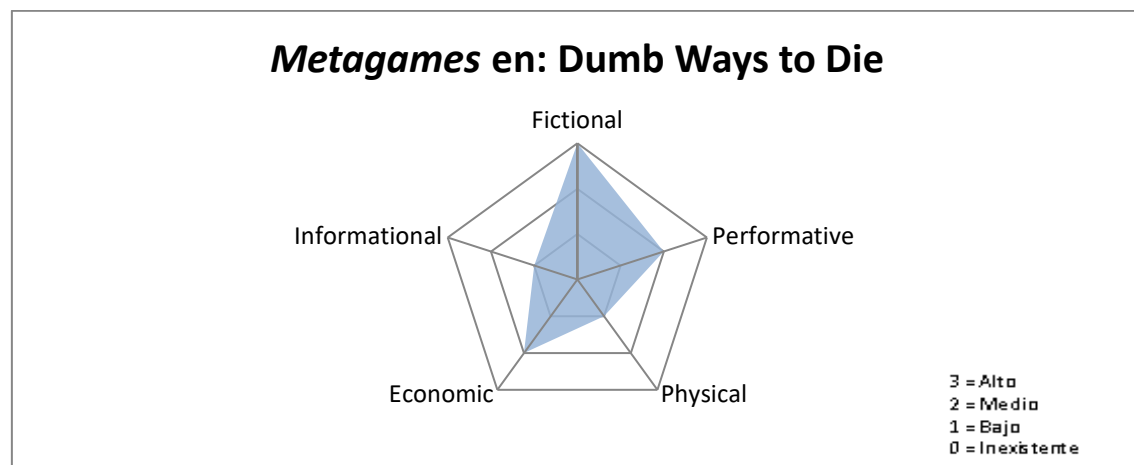 Metagames en: Dumb Ways to Die
Fictional
Informational
Performative
Economic
Physical
3 = Alto
2 = Medio
1 = Bajo
0 = Inexistente